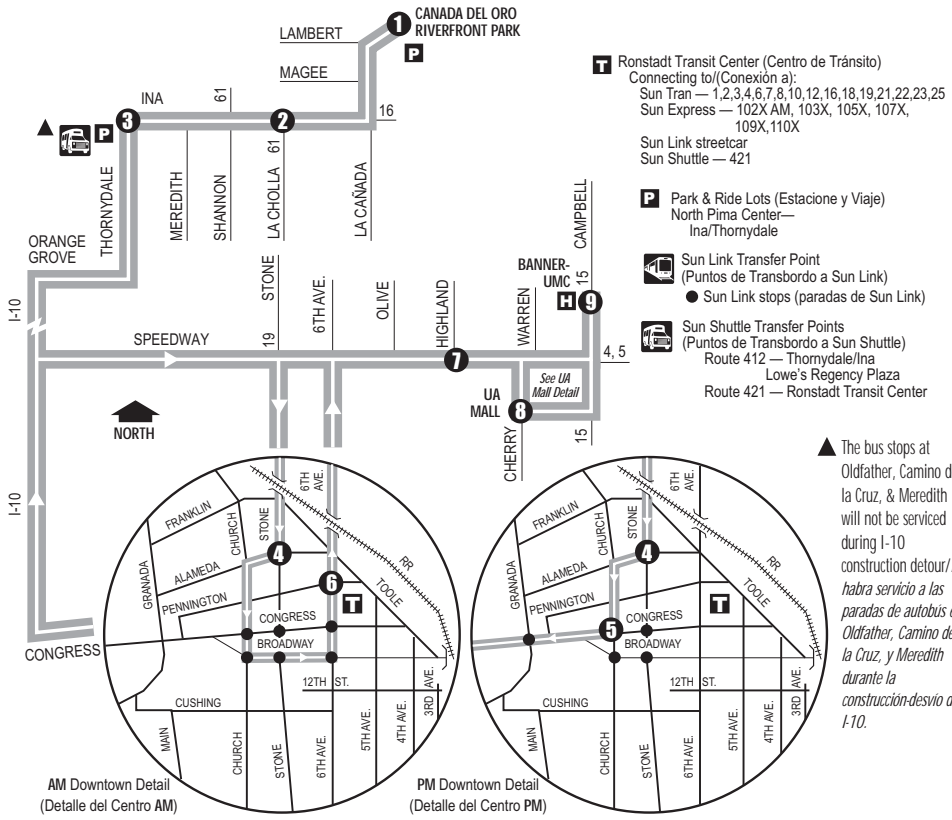 1
CANADA DEL ORO
RIVERFRONT PARK
P
LAMBERT
MAGEE
INA
61
16
3
P
2
61
THORNYDALE
MEREDITH
SHANNON
LA CHOLLA
LA CAÑADA
ORANGE
GROVE
I-10
SPEEDWAY
19
STONE
6TH AVE.
OLIVE
HIGHLAND
WARREN
BANNER-
UMC
H
9
15
CAMPBELL
7
4, 5
See UA
Mall Detail
UA
MALL
8
CHERRY
15
NORTH
I-10
CONGRESS
T Ronstadt Transit Center (Centro de Tránsito)
Connecting to/(Conexión a):
Sun Tran — 1,2,3,4,6,7,8,10,12,16,18,19,21,22,23,25
Sun Express — 102X AM, 103X, 105X, 107X,
109X,110X
Sun Link streetcar
Sun Shuttle — 421
P Park & Ride Lots (Estacione y Viaje)
North Pima Center—
Ina/Thornydale
Sun Link Transfer Point
(Puntos de Transbordo a Sun Link)
Sun Link stops (paradas de Sun Link)
Sun Shuttle Transfer Points
(Puntos de Transbordo a Sun Shuttle)
Route 412 — Thornydale/Ina
Lowe's Regency Plaza
Route 421 — Ronstadt Transit Center
The bus stops at
Oldfather, Camino
la Cruz, & Meredith
will not be serviced
during I-10
construction detour/
habra servicio a las
paradas de autobús
Oldfather, Camino de
la Cruz, y Meredith
durante la
construcción-desvío
I-10.
GRANADA
FRANKLIN
CHURCH
STONE
6TH
AVE.
RR
TOOLE
4
ALAMEDA
6
T
PENNINGTON
CONGRESS
BROADWAY
12TH ST.
CUSHING
MAIN
CHURCH
STONE
6TH AVE.
5TH AVE.
4TH AVE.
3RD AVE.
AM Downtown Detail
(Detalle del Centro AM)
GRANADA
FRANKLIN
CHURCH
STONE
6TH
AVE.
RR
TOOLE
4
ALAMEDA
T
PENNINGTON
5
CONGRESS
BROADWAY
12TH ST.
CUSHING
MAIN
CHURCH
STONE
6TH AVE.
5TH AVE.
4TH AVE.
3RD AVE.
PM Downtown Detail
(Detalle del Centro PM)